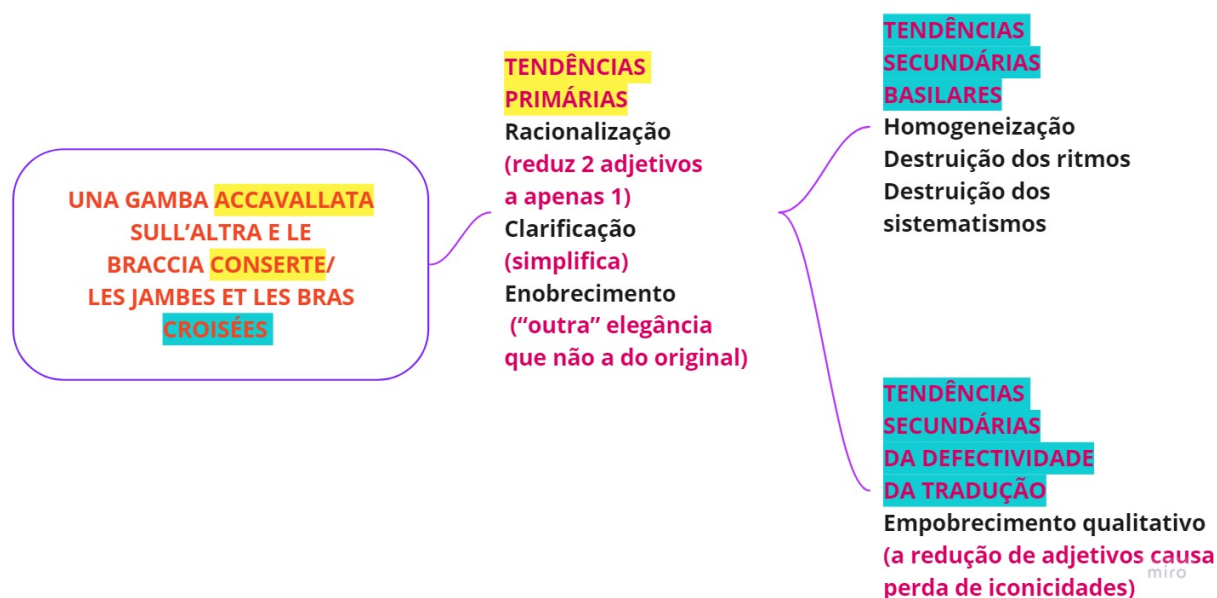 UNA GAMBA ACCAVALLATA
SULL’ALTRA E LE
BRACCIA CONSERTE/
LES JAMBES ET LES BRAS
CROISÉES
TENDÊNCIAS
PRIMÁRIAS
Racionalização
(reduz 2 adjetivos
a apenas 1)
Clarificação
(simplifica)
Enobrecimento
(“outra” elegância
que não a do original)
TENDÊNCIAS
SECUNDÁRIAS
BASILARES
Homogeneização
Destruição dos ritmos
Destruição dos
sistematismos
TENDÊNCIAS
SECUNDÁRIAS
DA DEFECTIVIDADE
DA TRADUÇÃO
Empobrecimento qualitativo
(a redução de adjetivos causa
perda de iconicidades)
miro